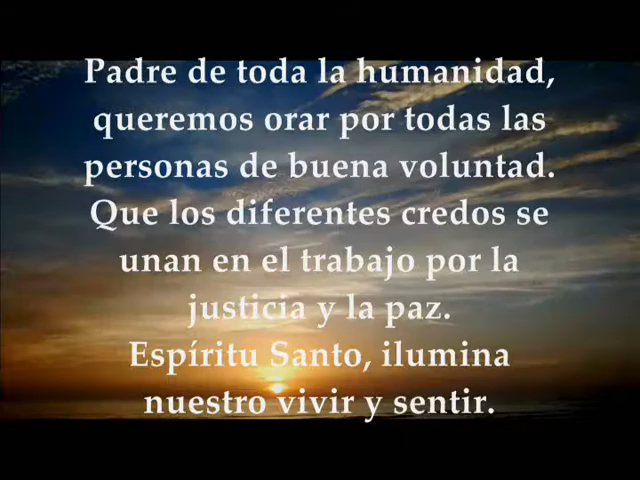 Padre de toda la humanidad,
queremos orar por todas las
personas de buena voluntad.
Que los diferentes credos se
unan en el trabajo por la
justicia y la paz.
Espíritu Santo, ilumina
nuestro vivir y sentir.